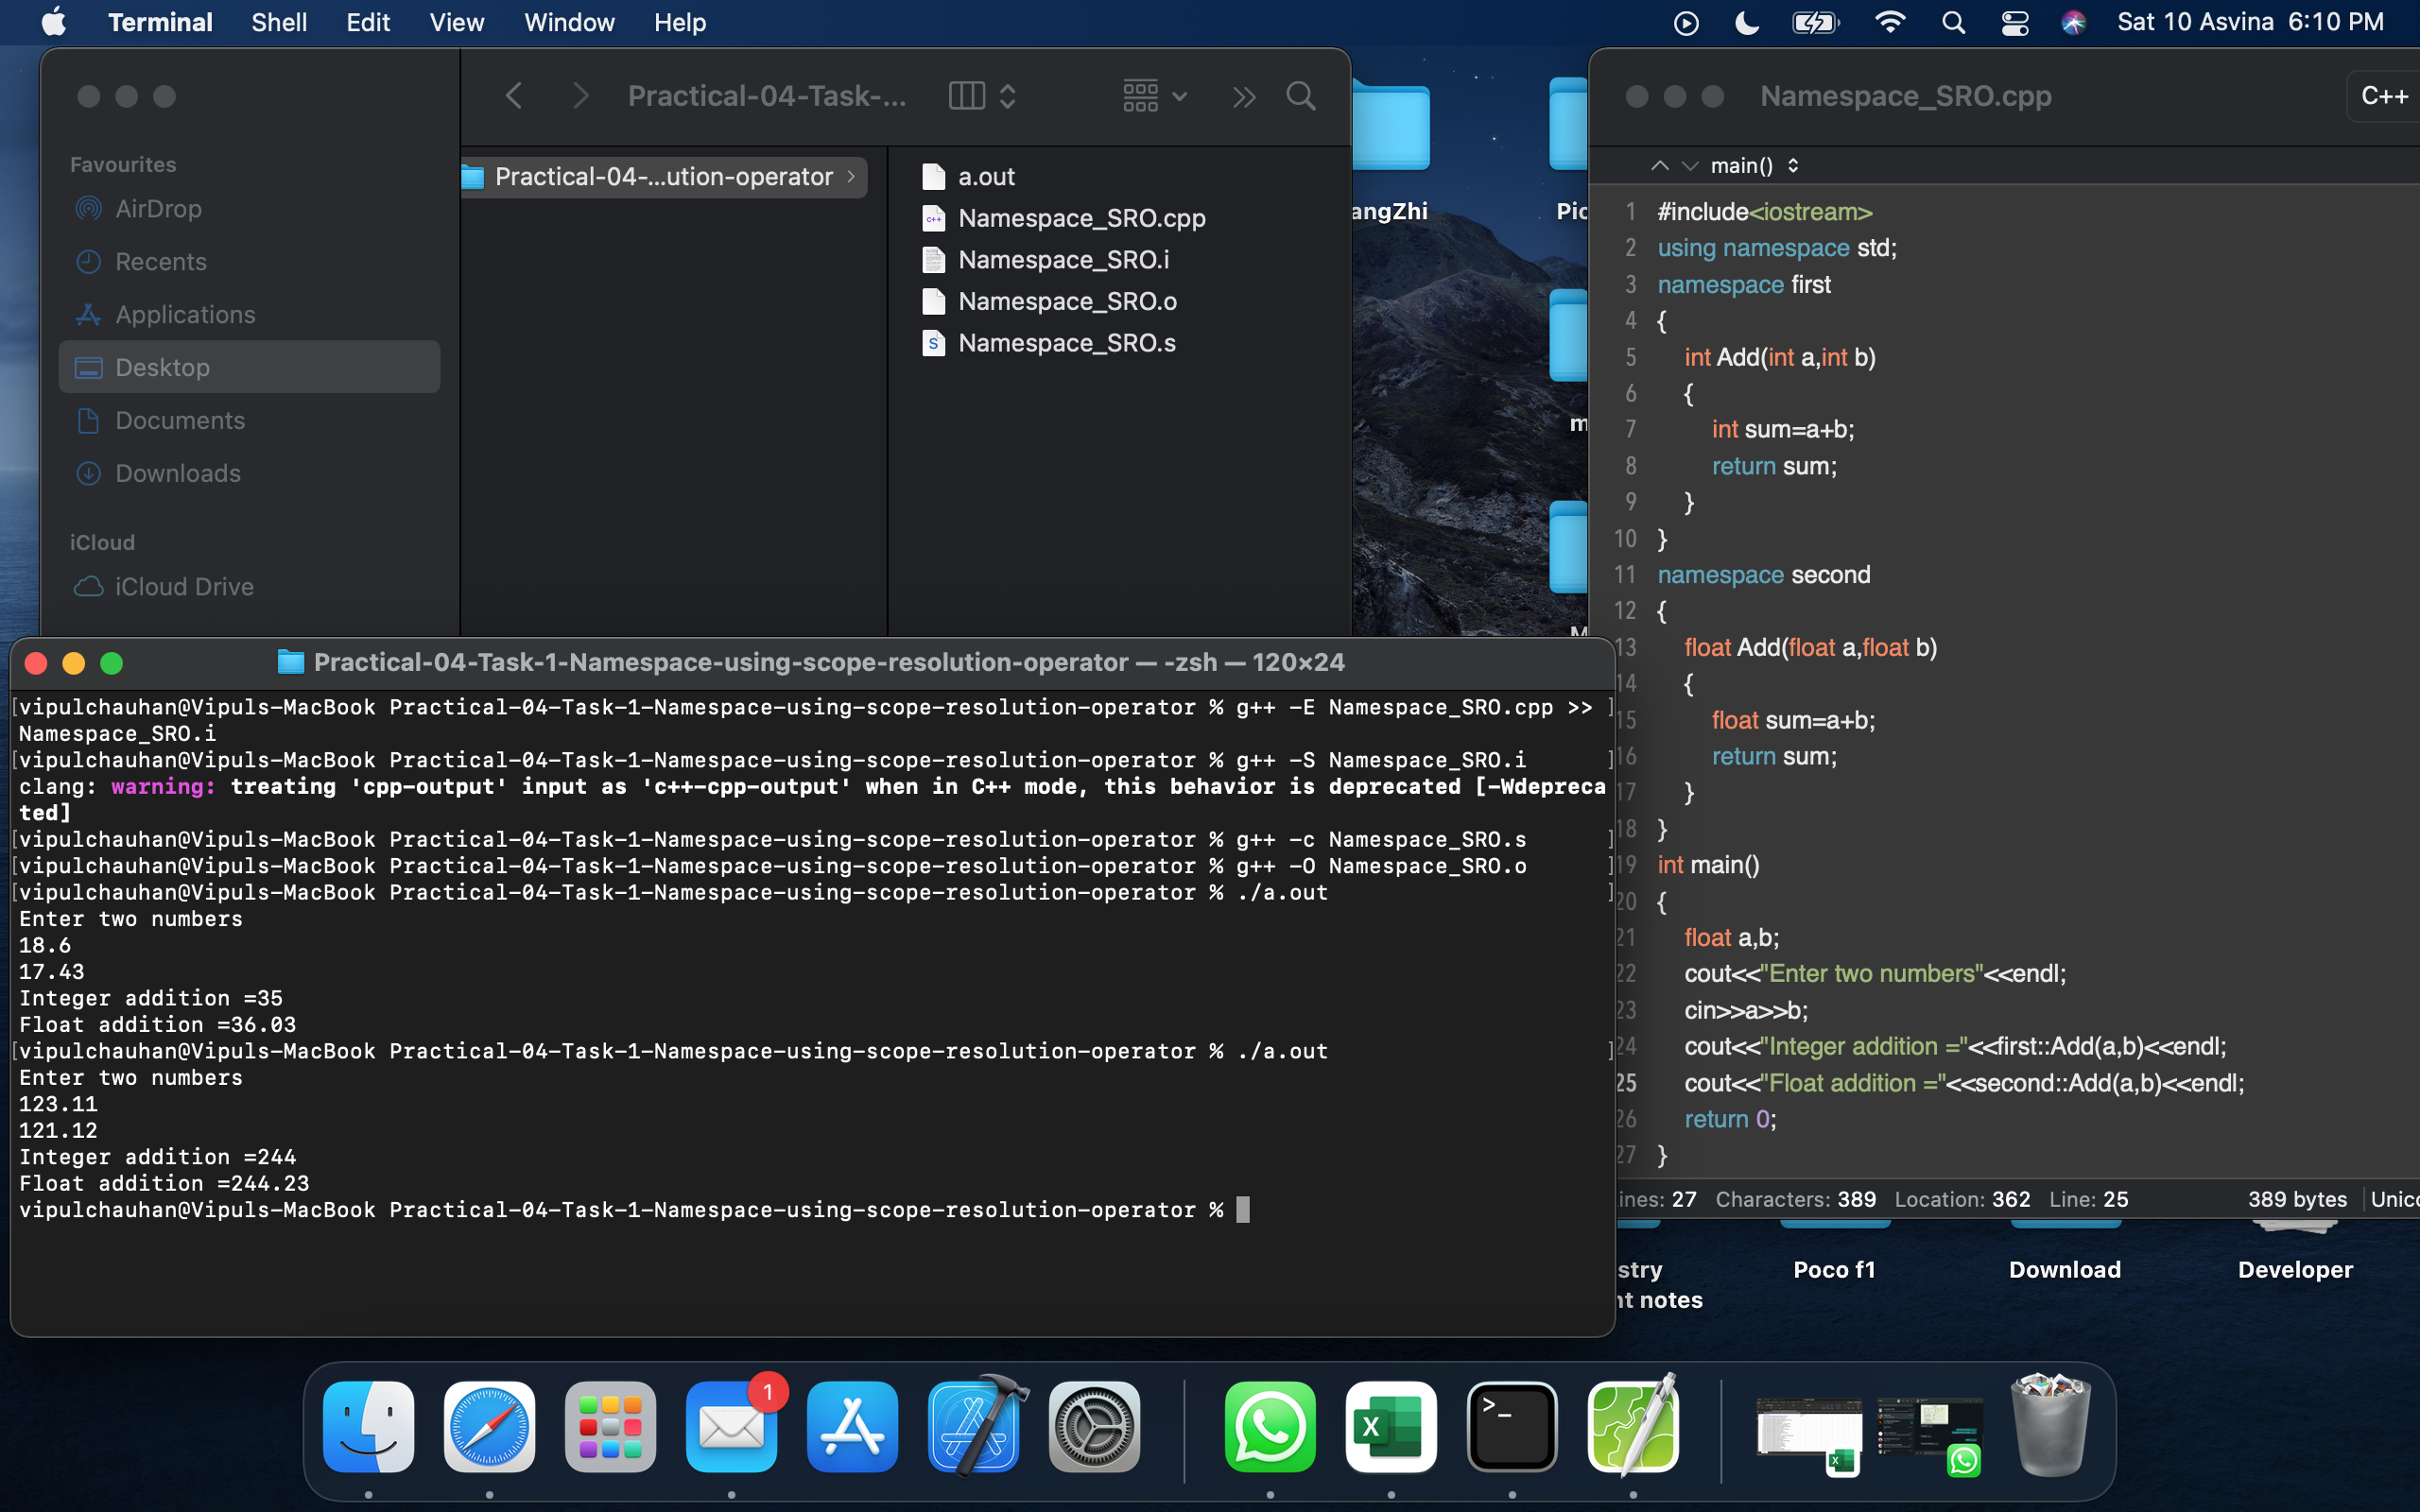 Terminal Shell Edit View Window Help Sat 10 Asvina 6:10 PM
Practical-04-Task-...
Favourites
AirDrop
Recents
Applications
Desktop
Documents
Downloads
iCloud
iCloud Drive
Practical-04-...ution-operator
a.out
Namespace_SRO.cpp
Namespace_SRO.i
Namespace_SRO.o
Namespace_SRO.s
angZhi
Pic
m
M
Namespace_SRO.cpp C++
main()
1 #include<iostream>
2 using namespace std;
3 namespace first
4 {
5 int Add(int a,int b)
6 {
7 int sum=a+b;
8 return sum;
9 }
10 }
11 namespace second
12 {
13 float Add(float a,float b)
14 {
15 float sum=a+b;
16 return sum;
17 }
18 }
19 int main()
20 {
21 float a,b;
22 cout<<"Enter two numbers"<<endl;
23 cin>>a>>b;
24 cout<<"Integer addition ="<<first::Add(a,b)<<endl;
25 cout<<"Float addition ="<<second::Add(a,b)<<endl;
26 return 0;
27 }
ines: 27 Characters: 389 Location: 362 Line: 25 389 bytes Unico
Practical-04-Task-1-Namespace-using-scope-resolution-operator — -zsh — 120×24
[vipulchauhan@Vipuls-MacBook Practical-04-Task-1-Namespace-using-scope-resolution-operator % g++ -E Namespace_SRO.cpp >> ]
Namespace_SRO.i
[vipulchauhan@Vipuls-MacBook Practical-04-Task-1-Namespace-using-scope-resolution-operator % g++ -S Namespace_SRO.i ]
clang: warning: treating 'cpp-output' input as 'c++-cpp-output' when in C++ mode, this behavior is deprecated [-Wdepreca
ted]
[vipulchauhan@Vipuls-MacBook Practical-04-Task-1-Namespace-using-scope-resolution-operator % g++ -c Namespace_SRO.s ]
[vipulchauhan@Vipuls-MacBook Practical-04-Task-1-Namespace-using-scope-resolution-operator % g++ -O Namespace_SRO.o ]
[vipulchauhan@Vipuls-MacBook Practical-04-Task-1-Namespace-using-scope-resolution-operator % ./a.out ]
Enter two numbers
18.6
17.43
Integer addition =35
Float addition =36.03
[vipulchauhan@Vipuls-MacBook Practical-04-Task-1-Namespace-using-scope-resolution-operator % ./a.out ]
Enter two numbers
123.11
121.12
Integer addition =244
Float addition =244.23
vipulchauhan@Vipuls-MacBook Practical-04-Task-1-Namespace-using-scope-resolution-operator %
stry
nt notes
Poco f1
Download
Developer
1